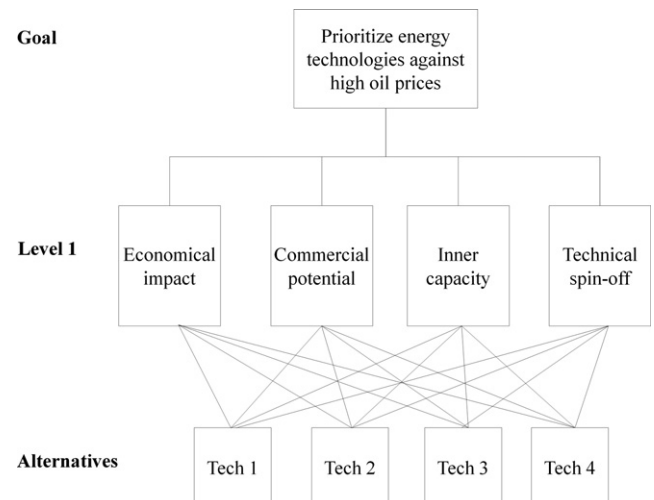 Goal
Prioritize energy
technologies against
high oil prices
Level 1
Economical
impact
Commercial
potential
Inner
capacity
Technical
spin-off
Alternatives
Tech 1
Tech 2
Tech 3
Tech 4